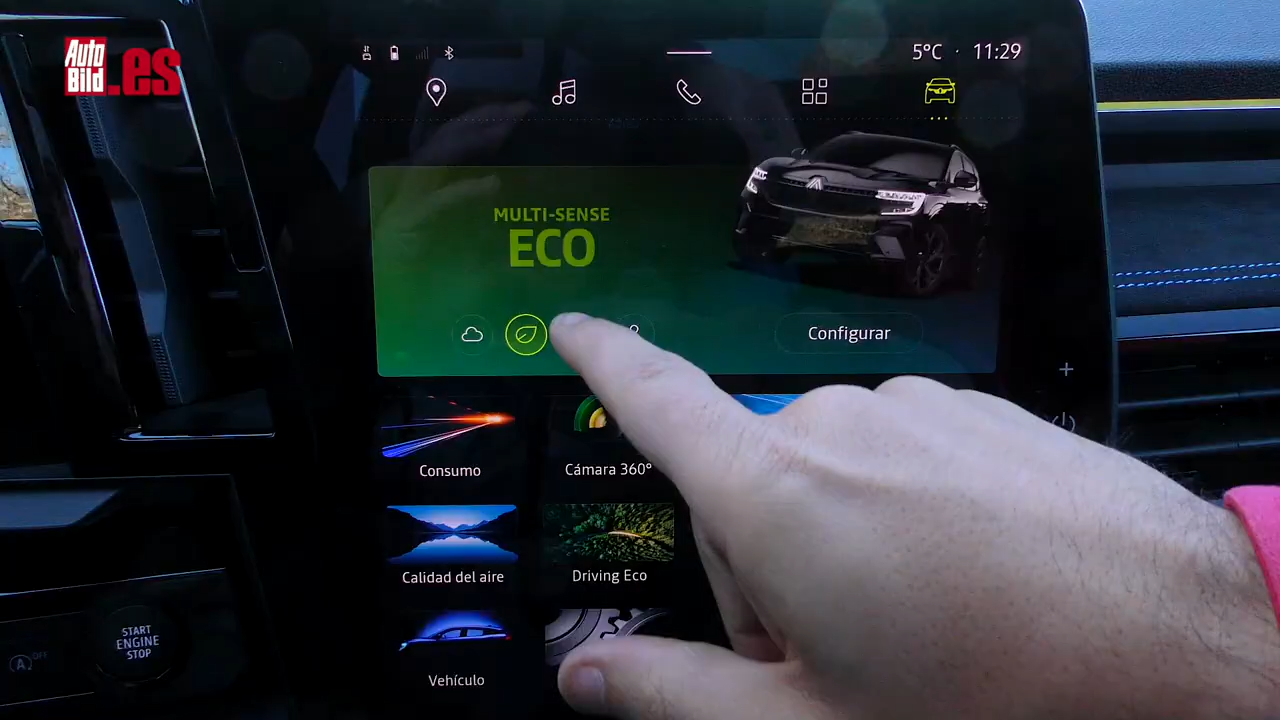 Auto
Bild
.es
5°C · 11:29
MULTI-SENSE
ECO
Configurar
Consumo
Cámara 360°
Calidad del aire
Driving Eco
Vehículo
START
ENGINE
STOP
A OFF